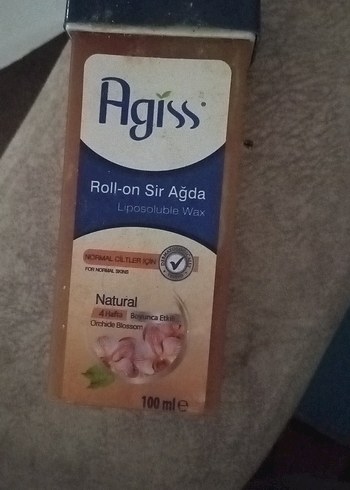 Agiss
Roll-on Sir Ağda
Liposoluble Wax
NORMAL CİLTLER İÇİN
FOR NORMAL SKINS
Natural
4 Hafta Boyunca Etkili
Orchide Blossom
100 ml e